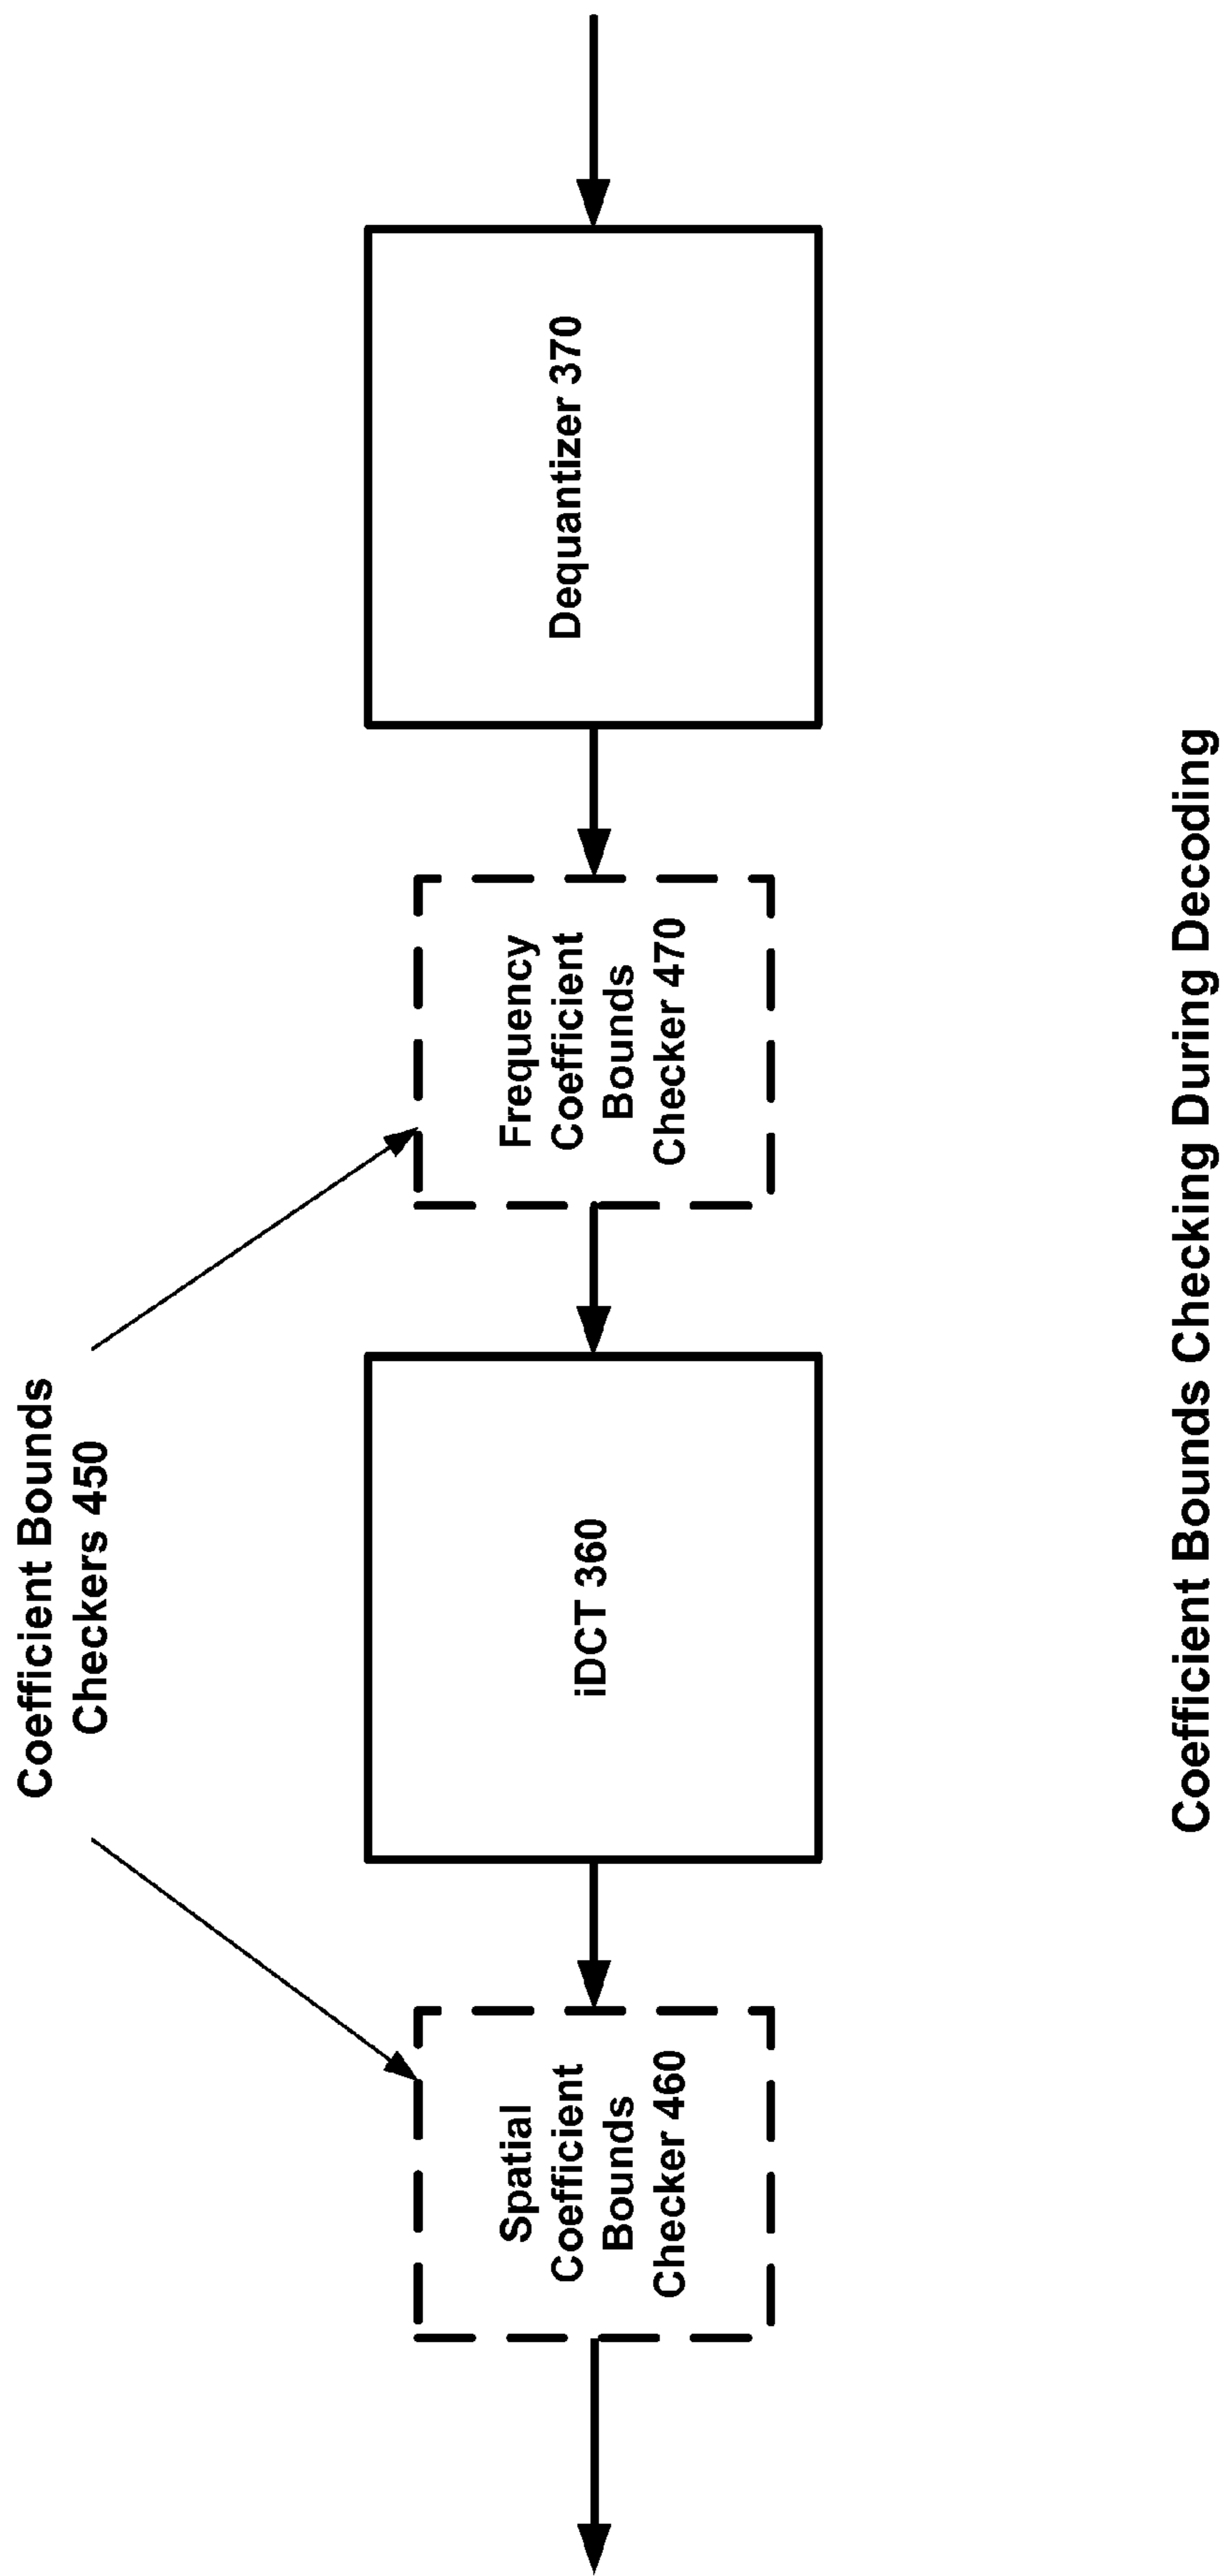 Coefficient Bounds
Checkers 450
Spatial
Coefficient
Bounds
Checker 460
iDCT 360
Frequency
Coefficient
Bounds
Checker 470
Dequantizer 370
Coefficient Bounds Checking During Decoding